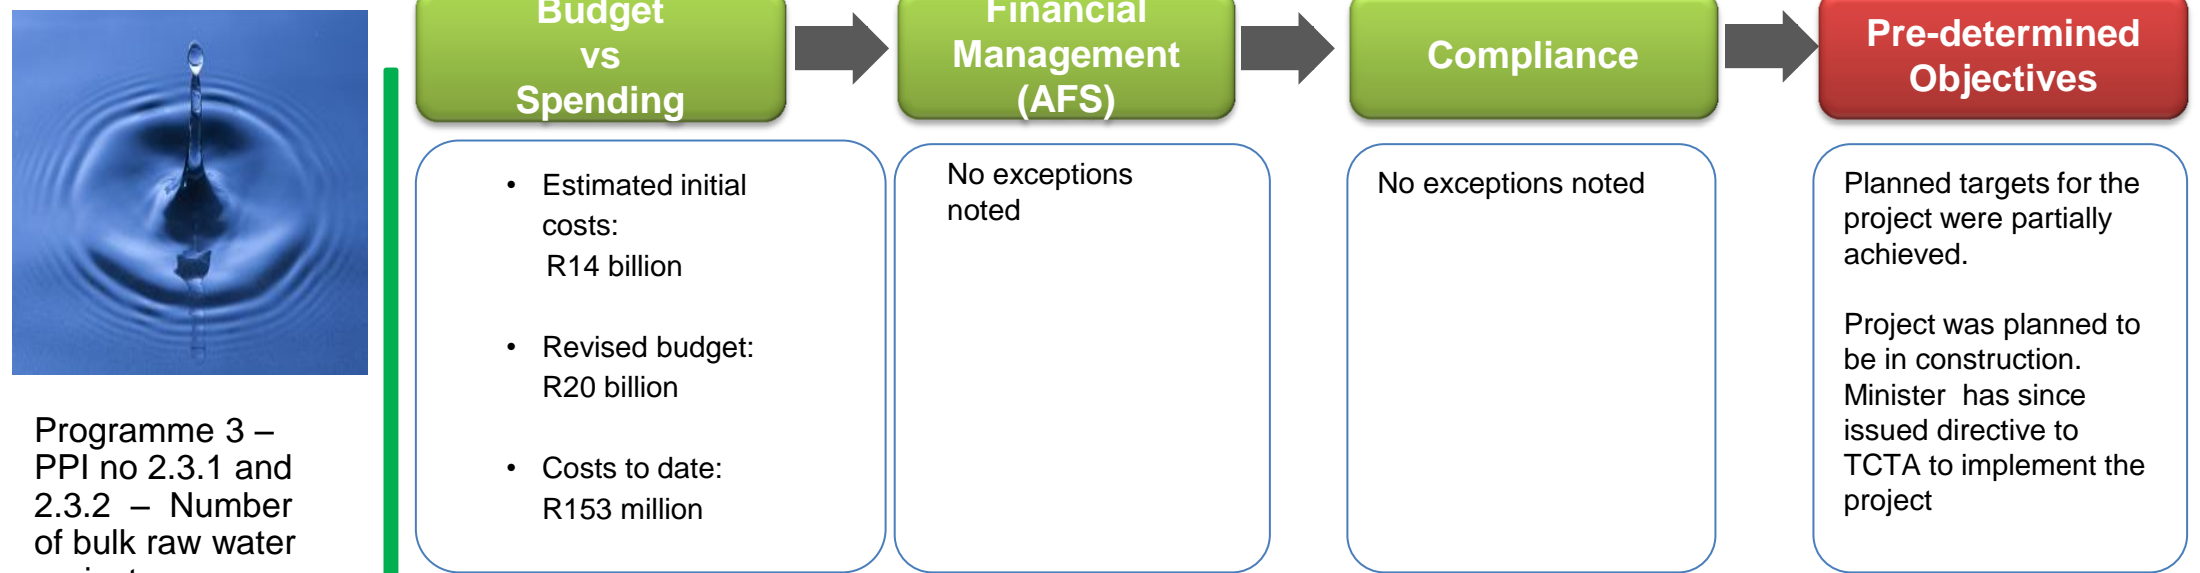 Budget
vs
Spending
Financial
Management
(AFS)
Compliance
Pre-determined
Objectives
• Estimated initial
costs:
R14 billion
• Revised budget:
R20 billion
• Costs to date:
R153 million
No exceptions
noted
No exceptions noted
Planned targets for the
project were partially
achieved.
Project was planned to
be in construction.
Minister has since
issued directive to
TCTA to implement the
project
Programme 3 –
PPI no 2.3.1 and
2.3.2 – Number
of bulk raw water